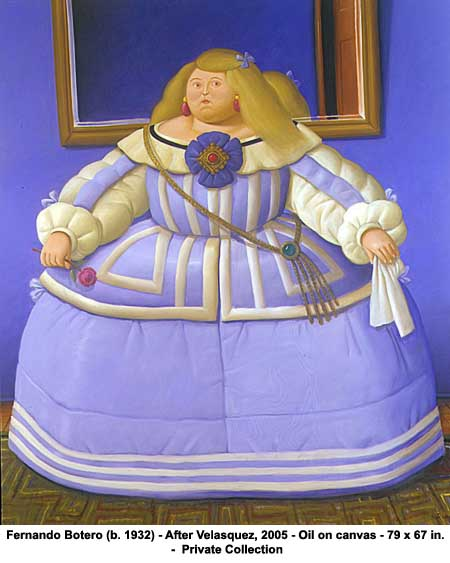 Fernando Botero (b. 1932) - After Velasquez, 2005 - Oil on canvas - 79 x 67 in.
- Private Collection